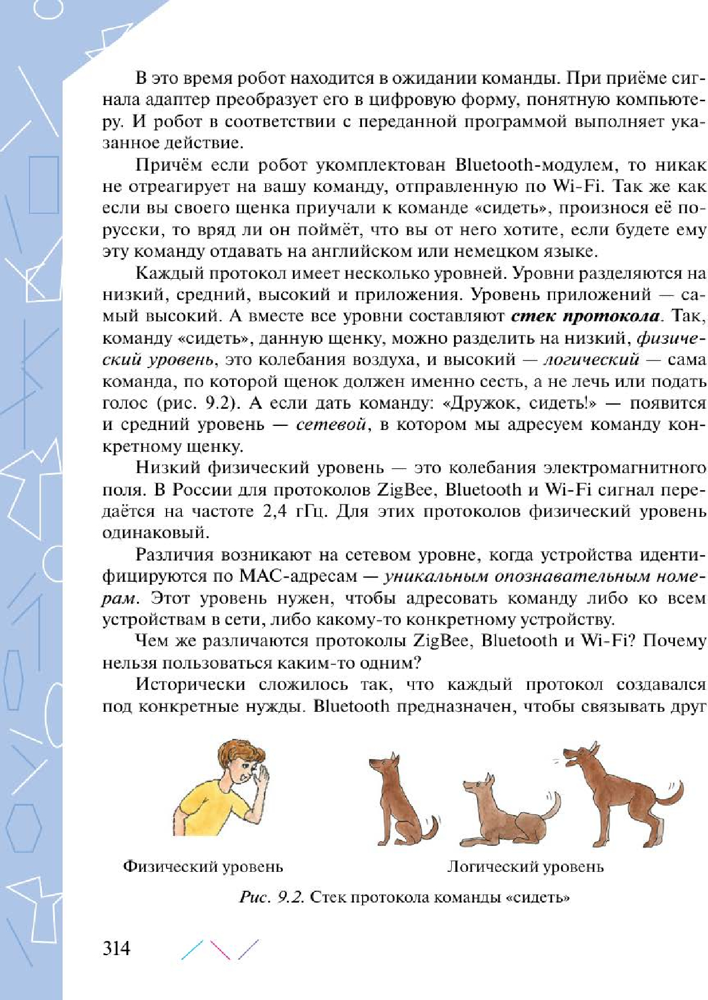 В это время робот находится в ожидании команды. При приёме сиг-
нала адаптер преобразует его в цифровую форму, понятную компьюте-
ру. И робот в соответствии с переданной программой выполняет ука-
занное действие.
Причём если робот укомплектован Bluetooth-модулем, то никак
не отреагирует на вашу команду, отправленную по Wi-Fi. Так же как
если вы своего щенка приучали к команде «сидеть», произнося её по-
русски, то вряд ли он поймёт, что вы от него хотите, если будете ему
эту команду отдавать на английском или немецком языке.
Каждый протокол имеет несколько уровней. Уровни разделяются на
низкий, средний, высокий и приложения. Уровень приложений — са-
мый высокий. А вместе все уровни составляют стек протокола. Так,
команду «сидеть», данную щенку, можно разделить на низкий, физиче-
ский уровень, это колебания воздуха, и высокий — логический — сама
команда, по которой щенок должен именно сесть, а не лечь или подать
голос (рис. 9.2). А если дать команду: «Дружок, сидеть!» — появится
и средний уровень — сетевой, в котором мы адресуем команду кон-
кретному щенку.
Низкий физический уровень — это колебания электромагнитного
поля. В России для протоколов ZigBee, Bluetooth и Wi-Fi сигнал пере-
даётся на частоте 2,4 гГц. Для этих протоколов физический уровень
одинаковый.
Различия возникают на сетевом уровне, когда устройства иденти-
фицируются по MAC-адресам — уникальным опознавательным номе-
рам. Этот уровень нужен, чтобы адресовать команду либо ко всем
устройствам в сети, либо какому-то конкретному устройству.
Чем же различаются протоколы ZigBee, Bluetooth и Wi-Fi? Почему
нельзя пользоваться каким-то одним?
Исторически сложилось так, что каждый протокол создавался
под конкретные нужды. Bluetooth предназначен, чтобы связывать друг
Физический уровень
Логический уровень
Рис. 9.2. Стек протокола команды «сидеть»
314